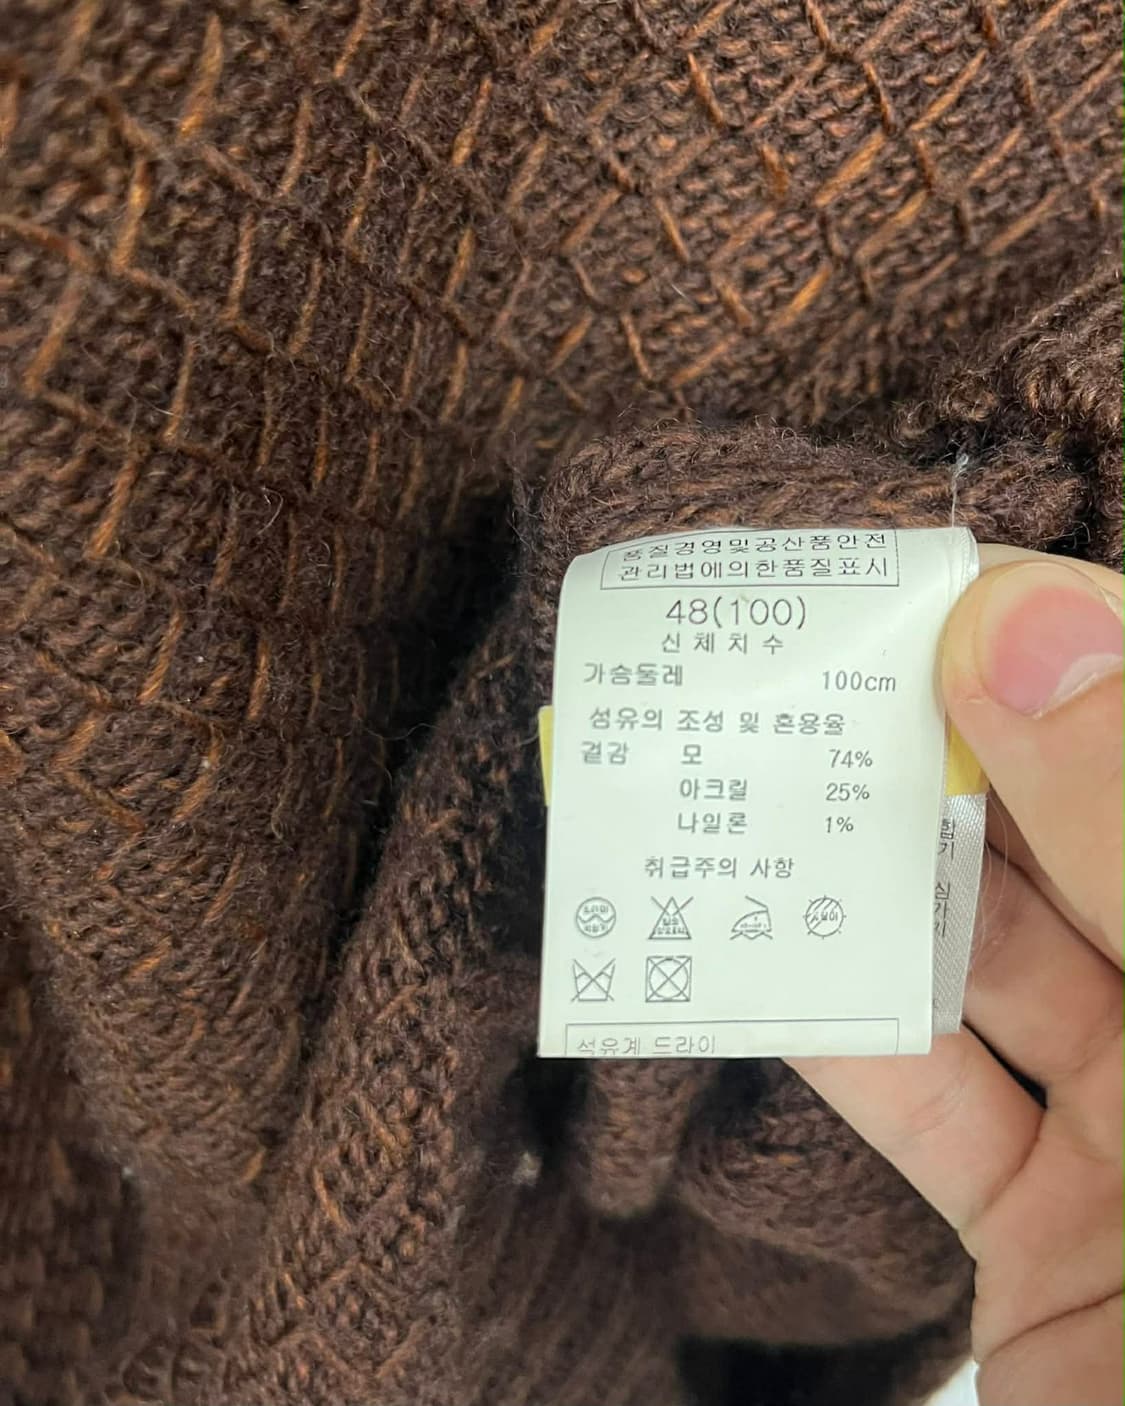 품질경영및공산품안전
관리법에의한품질표시
48(100)
신체치수
가슴둘레 100cm
섬유의 조성 및 혼용율
겉감 모 74%
아크릴 25%
나일론 1%
취급주의 사항
석유계 드라이